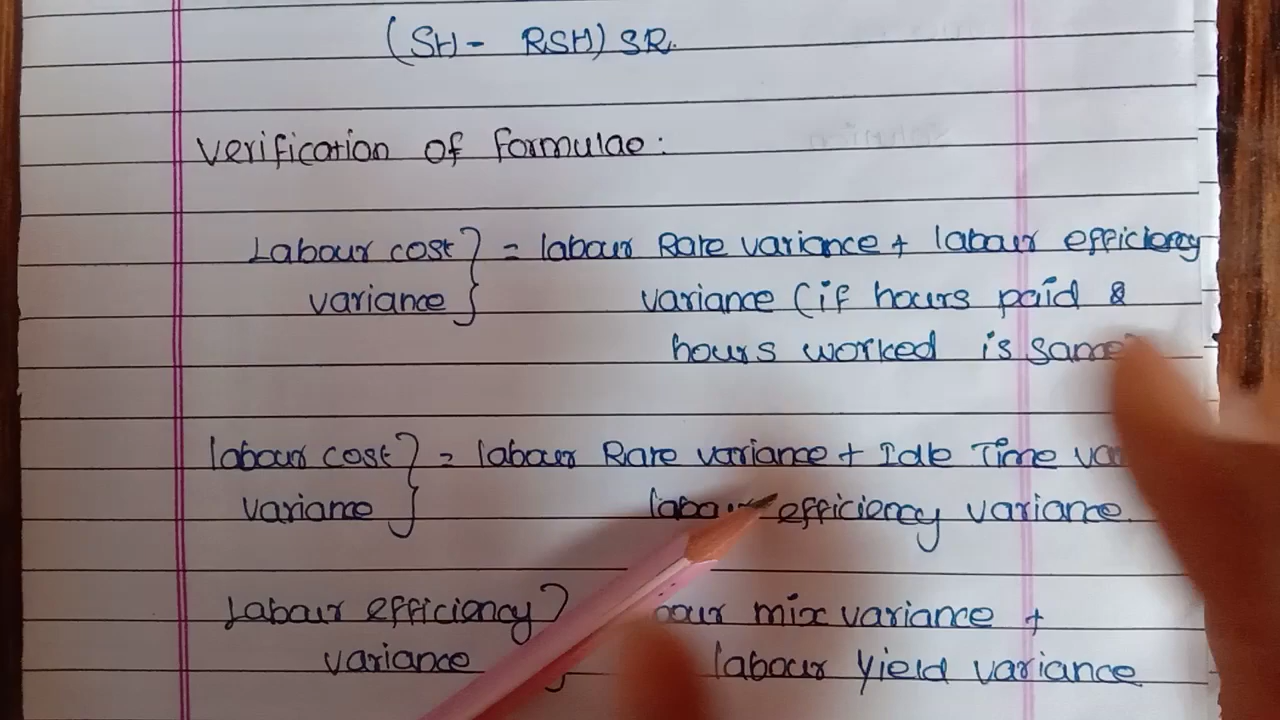 (SH - RSH) SR.
Verification of formulae:
Labour cost } = labour Rate variance + labour efficiency
variance variance (if hours paid &
hours worked is same
labour cost } = labour Rate variance + Idle Time
variance efficiency variance.
Labour efficiency } mix variance +
variance labour yield variance